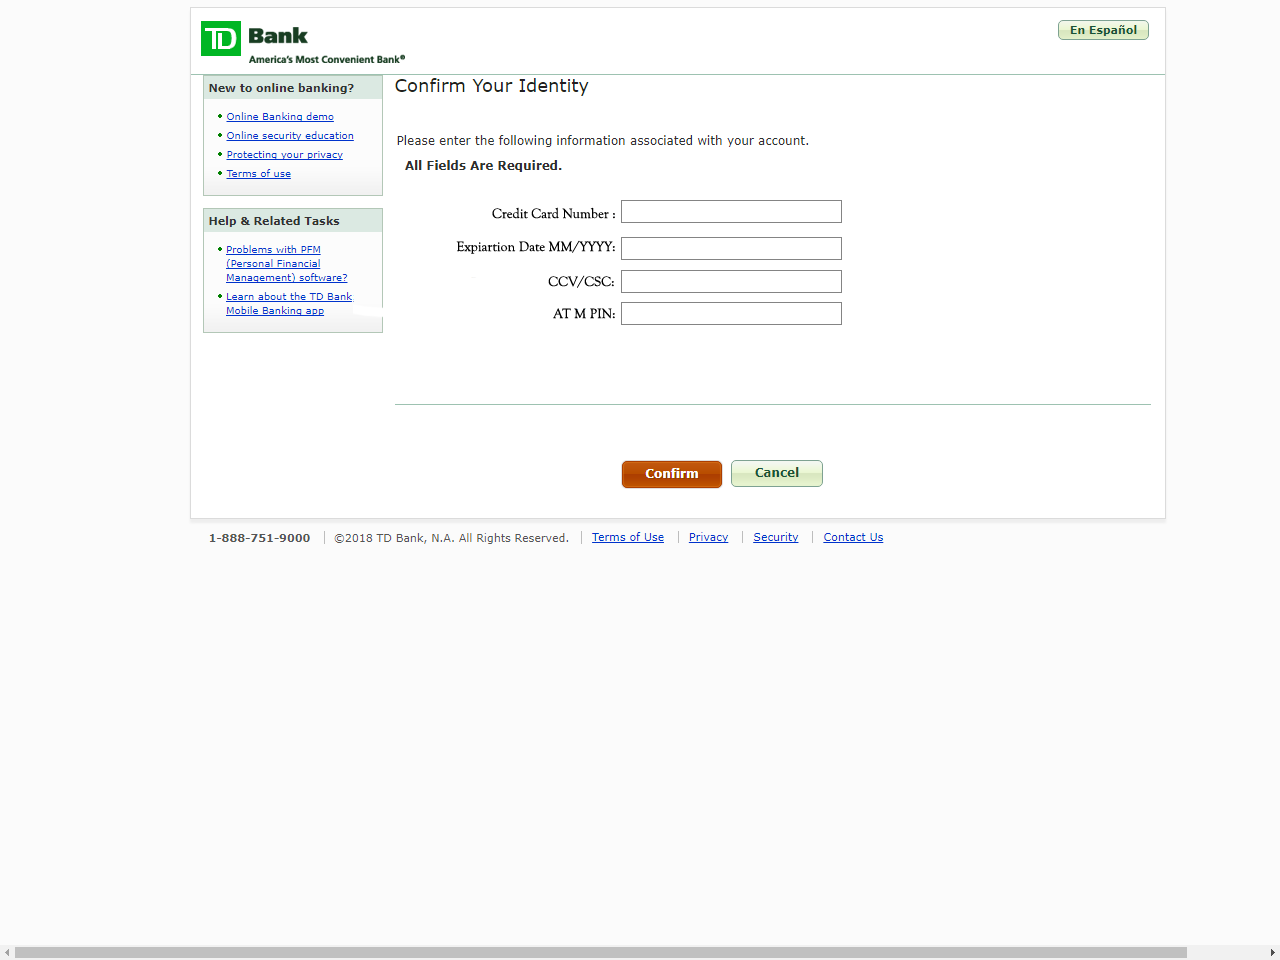 TD Bank
America's Most Convenient Bank®
En Español
New to online banking?
Online Banking demo
Online security education
Protecting your privacy
Terms of use
Help & Related Tasks
Problems with PFM
(Personal Financial
Management) software?
Learn about the TD Bank
Mobile Banking app
Confirm Your Identity
Please enter the following information associated with your account.
All Fields Are Required.
Credit Card Number :
Expiartion Date MM/YYYY:
CCV/CSC:
AT M PIN:
Confirm
Cancel
1-888-751-9000
©2018 TD Bank, N.A. All Rights Reserved.
Terms of Use
Privacy
Security
Contact Us